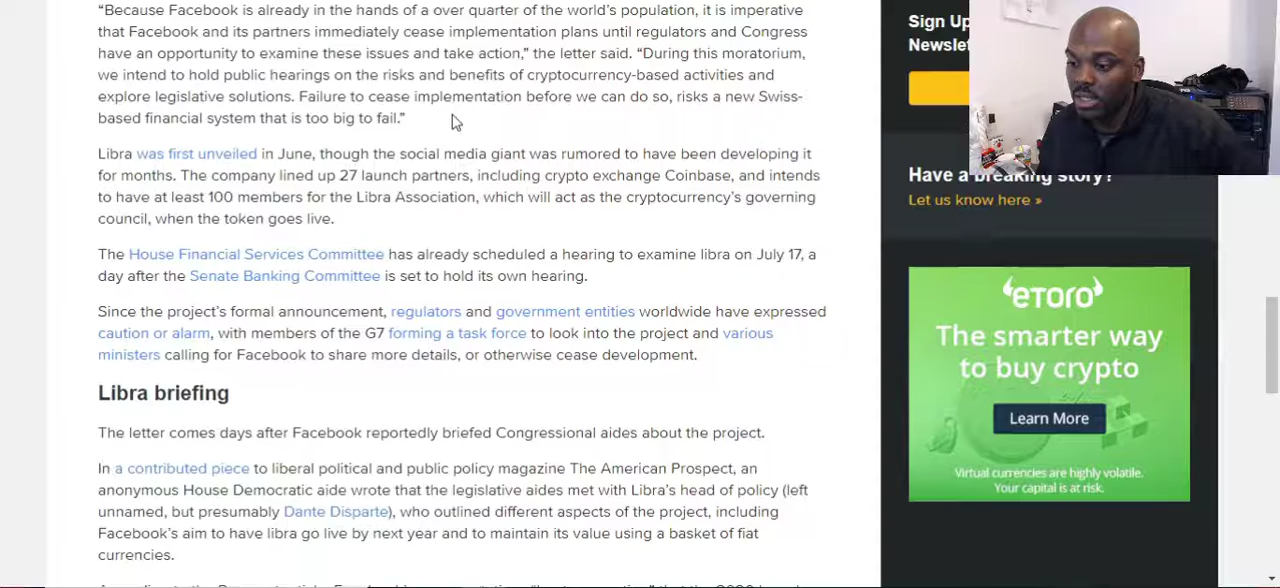 “Because Facebook is already in the hands of a over quarter of the world’s population, it is imperative
that Facebook and its partners immediately cease implementation plans until regulators and Congress
have an opportunity to examine these issues and take action,” the letter said. “During this moratorium,
we intend to hold public hearings on the risks and benefits of cryptocurrency-based activities and
explore legislative solutions. Failure to cease implementation before we can do so, risks a new Swiss-
based financial system that is too big to fail.”
Libra was first unveiled in June, though the social media giant was rumored to have been developing it
for months. The company lined up 27 launch partners, including crypto exchange Coinbase, and intends
to have at least 100 members for the Libra Association, which will act as the cryptocurrency’s governing
council, when the token goes live.
The House Financial Services Committee has already scheduled a hearing to examine libra on July 17, a
day after the Senate Banking Committee is set to hold its own hearing.
Since the project’s formal announcement, regulators and government entities worldwide have expressed
caution or alarm, with members of the G7 forming a task force to look into the project and various
ministers calling for Facebook to share more details, or otherwise cease development.
Libra briefing
The letter comes days after Facebook reportedly briefed Congressional aides about the project.
In a contributed piece to liberal political and public policy magazine The American Prospect, an
anonymous House Democratic aide wrote that the legislative aides met with Libra’s head of policy (left
unnamed, but presumably Dante Disparte), who outlined different aspects of the project, including
Facebook’s aim to have libra go live by next year and to maintain its value using a basket of fiat
currencies.
Sign Up
Have a breaking story?
Let us know here »
eToro
The smarter way
to buy crypto
Learn More
Virtual currencies are highly volatile.
Your capital is at risk.